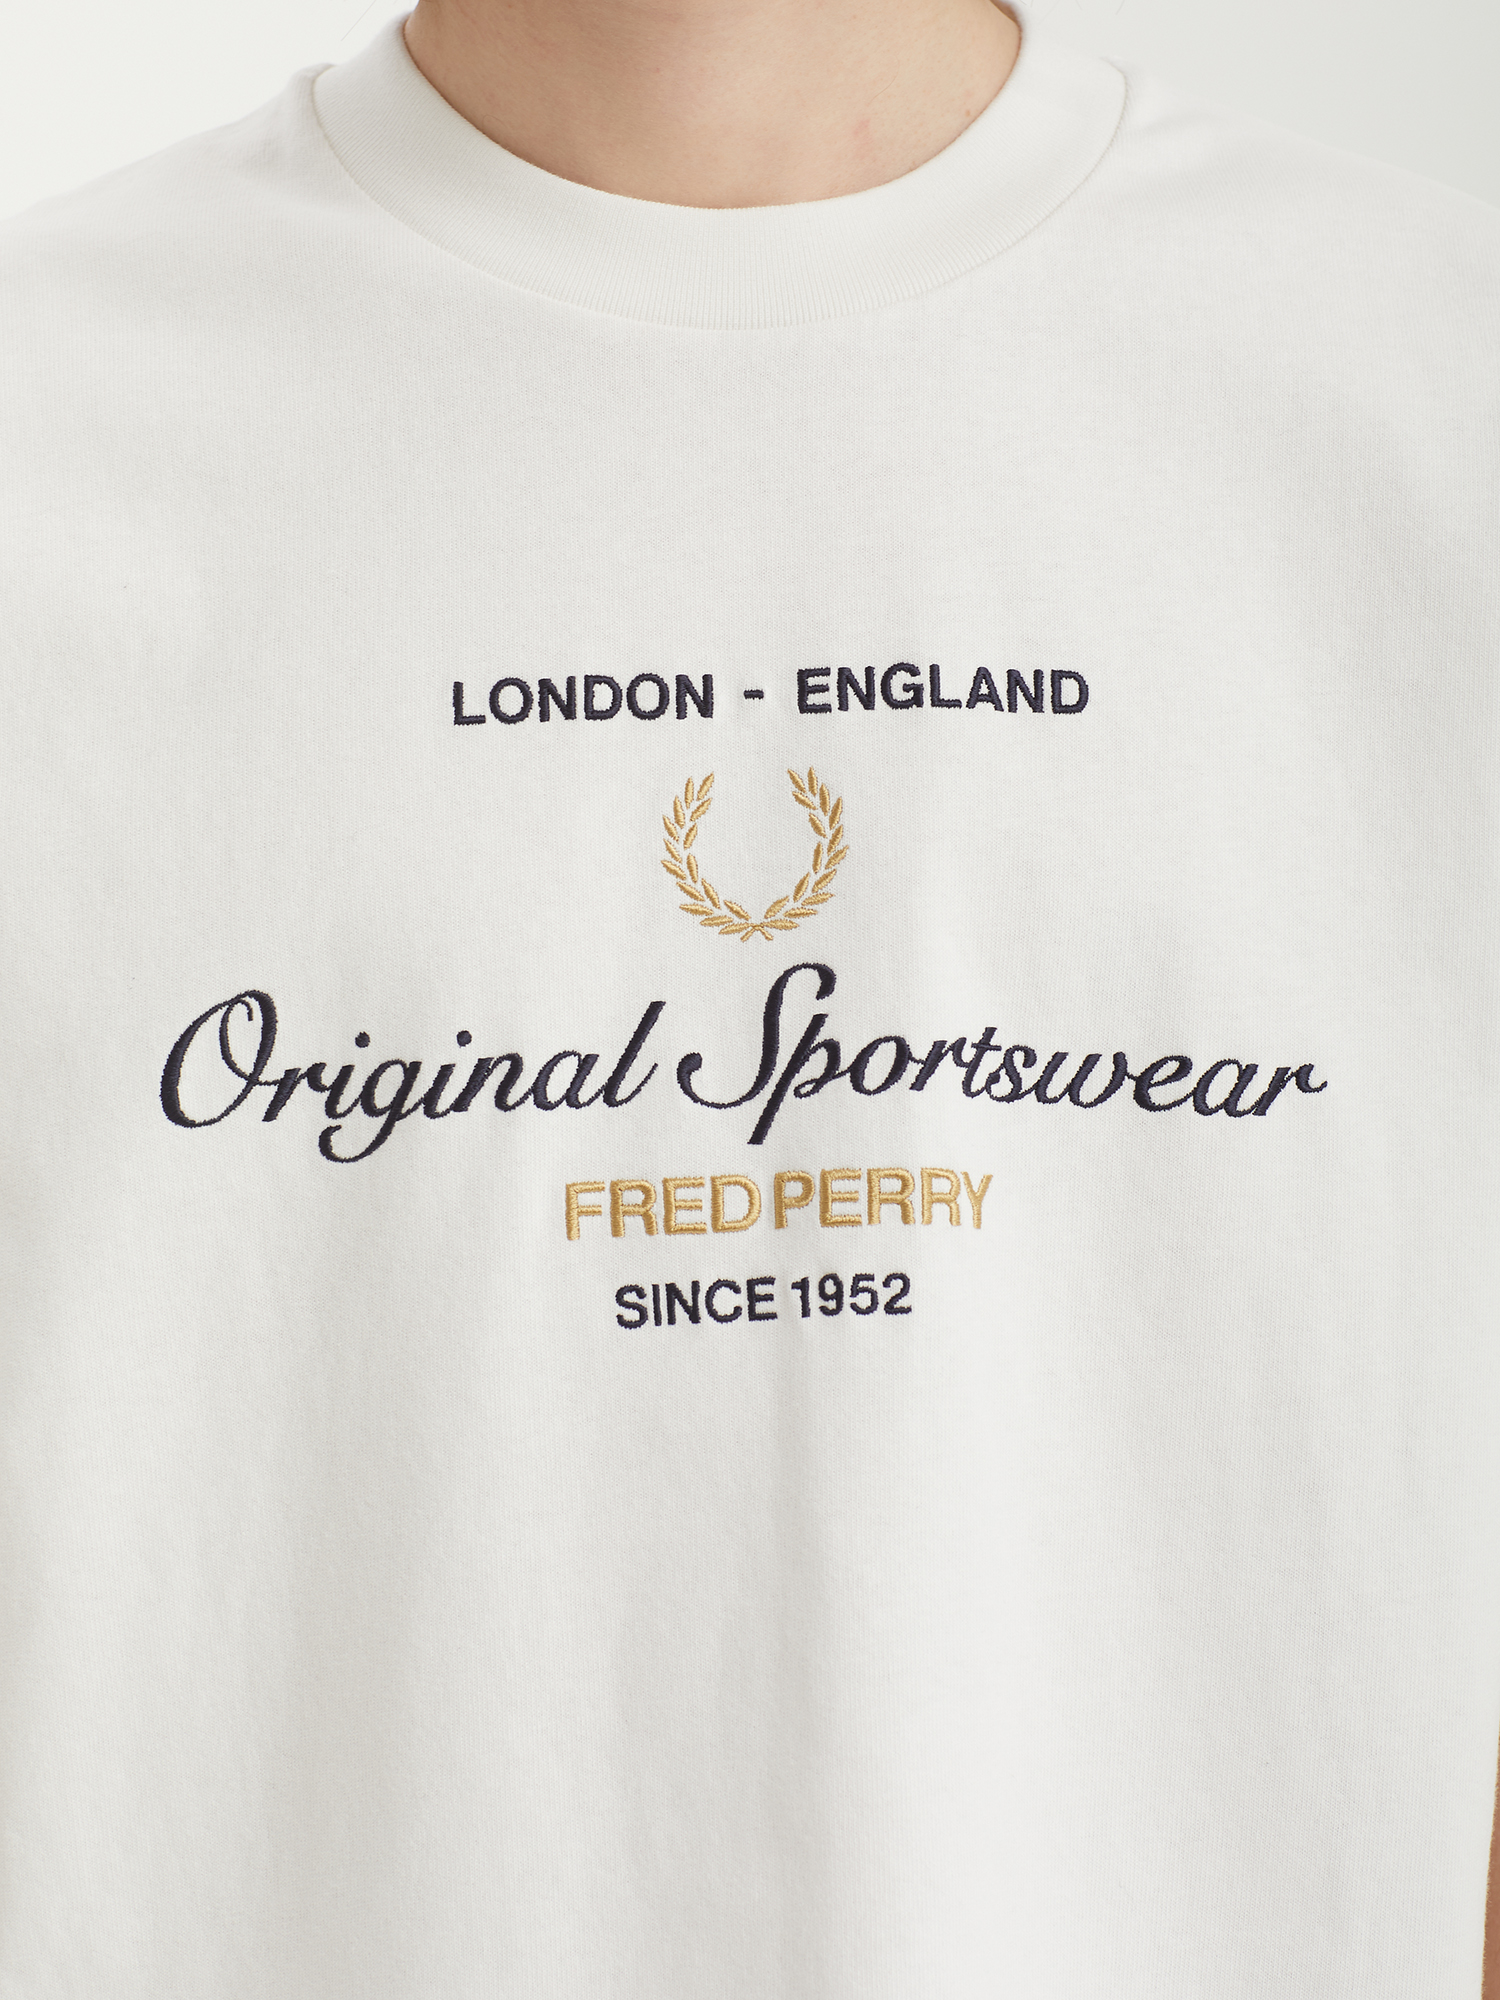 LONDON - ENGLAND
Original Sportswear
FRED PERRY
SINCE 1952